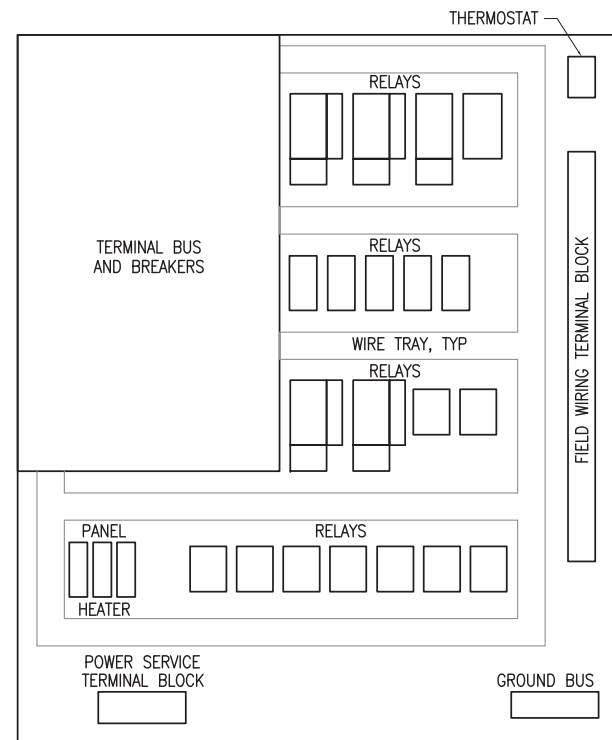 THERMOSTAT
RELAYS
TERMINAL BUS
AND BREAKERS
RELAYS
WIRE TRAY, TYP
RELAYS
FIELD WIRING TERMINAL BLOCK
PANEL
RELAYS
HEATER
POWER SERVICE
TERMINAL BLOCK
GROUND BUS